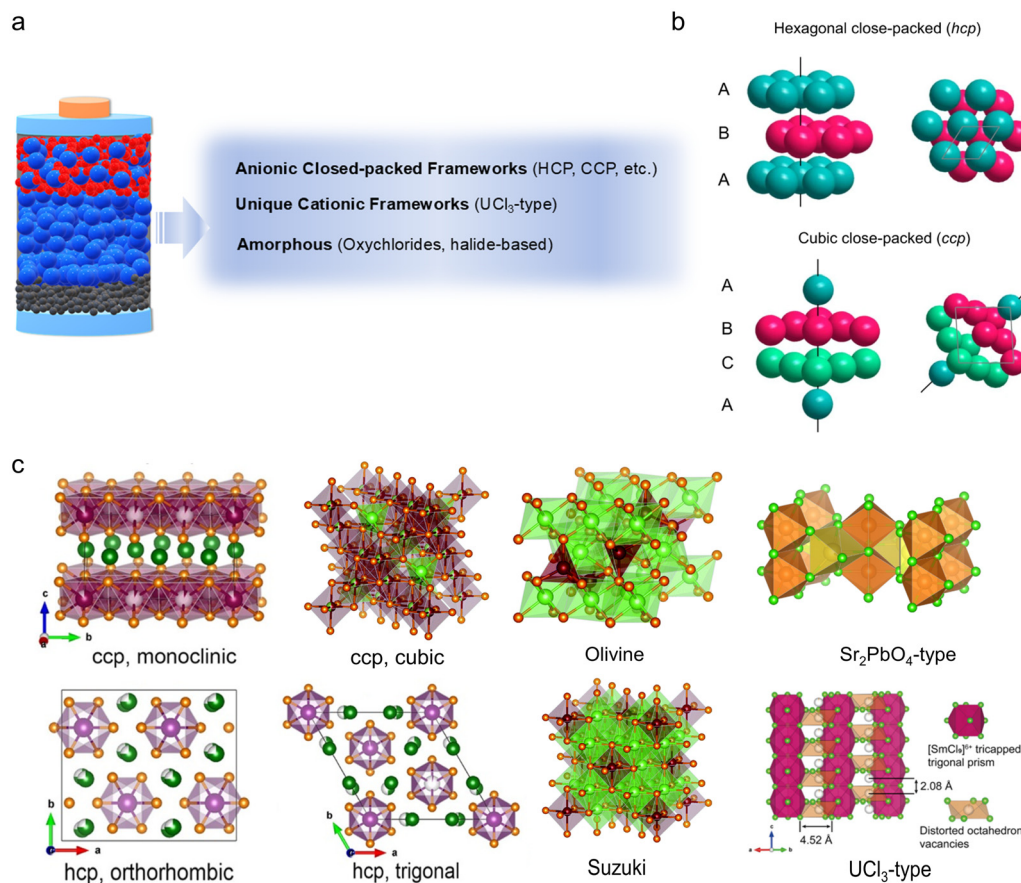 a
Anionic Closed-packed Frameworks (HCP, CCP, etc.)
Unique Cationic Frameworks (UCl₃-type)
Amorphous (Oxychlorides, halide-based)
b
Hexagonal close-packed (hcp)
A
B
A
Cubic close-packed (ccp)
A
B
C
A
c
c
b
ccp, monoclinic
ccp, cubic
Olivine
Sr₂PbO₄-type
b
a
hcp, orthorhombic
b
a
hcp, trigonal
Suzuki
[SmCl₉]⁶⁺ tricapped
trigonal prism
2.08 Å
Distorted octahedron
vacancies
4.52 Å
c
a
b
UCl₃-type